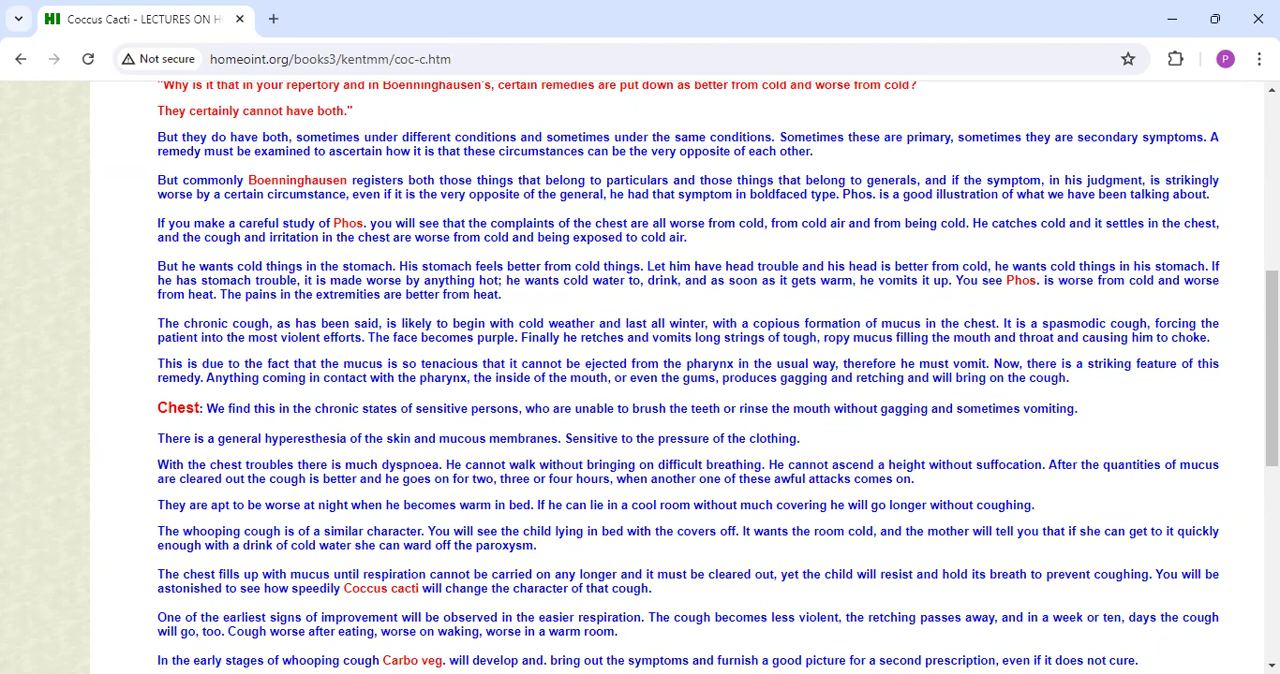 Coccus Cacti - LECTURES ON H
Not secure
homeoint.org/books3/kentmm/coc-c.htm
P
"Why is it that in your repertory and in Boenninghausen's, certain remedies are put down as better from cold and worse from cold?
They certainly cannot have both."
But they do have both, sometimes under different conditions and sometimes under the same conditions. Sometimes these are primary, sometimes they are secondary symptoms. A
remedy must be examined to ascertain how it is that these circumstances can be the very opposite of each other.
But commonly Boenninghausen registers both those things that belong to particulars and those things that belong to generals, and if the symptom, in his judgment, is strikingly
worse by a certain circumstance, even if it is the very opposite of the general, he had that symptom in boldfaced type. Phos. is a good illustration of what we have been talking about.
If you make a careful study of Phos. you will see that the complaints of the chest are all worse from cold, from cold air and from being cold. He catches cold and it settles in the chest,
and the cough and irritation in the chest are worse from cold and being exposed to cold air.
But he wants cold things in the stomach. His stomach feels better from cold things. Let him have head trouble and his head is better from cold, he wants cold things in his stomach. If
he has stomach trouble, it is made worse by anything hot; he wants cold water to, drink, and as soon as it gets warm, he vomits it up. You see Phos. is worse from cold and worse
from heat. The pains in the extremities are better from heat.
The chronic cough, as has been said, is likely to begin with cold weather and last all winter, with a copious formation of mucus in the chest. It is a spasmodic cough, forcing the
patient into the most violent efforts. The face becomes purple. Finally he retches and vomits long strings of tough, ropy mucus filling the mouth and throat and causing him to choke.
This is due to the fact that the mucus is so tenacious that it cannot be ejected from the pharynx in the usual way, therefore he must vomit. Now, there is a striking feature of this
remedy. Anything coming in contact with the pharynx, the inside of the mouth, or even the gums, produces gagging and retching and will bring on the cough.
Chest: We find this in the chronic states of sensitive persons, who are unable to brush the teeth or rinse the mouth without gagging and sometimes vomiting.
There is a general hyperesthesia of the skin and mucous membranes. Sensitive to the pressure of the clothing.
With the chest troubles there is much dyspnoea. He cannot walk without bringing on difficult breathing. He cannot ascend a height without suffocation. After the quantities of mucus
are cleared out the cough is better and he goes on for two, three or four hours, when another one of these awful attacks comes on.
They are apt to be worse at night when he becomes warm in bed. If he can lie in a cool room without much covering he will go longer without coughing.
The whooping cough is of a similar character. You will see the child lying in bed with the covers off. It wants the room cold, and the mother will tell you that if she can get to it quickly
enough with a drink of cold water she can ward off the paroxysm.
The chest fills up with mucus until respiration cannot be carried on any longer and it must be cleared out, yet the child will resist and hold its breath to prevent coughing. You will be
astonished to see how speedily Coccus cacti will change the character of that cough.
One of the earliest signs of improvement will be observed in the easier respiration. The cough becomes less violent, the retching passes away, and in a week or ten, days the cough
will go, too. Cough worse after eating, worse on waking, worse in a warm room.
In the early stages of whooping cough Carbo veg. will develop and. bring out the symptoms and furnish a good picture for a second prescription, even if it does not cure.